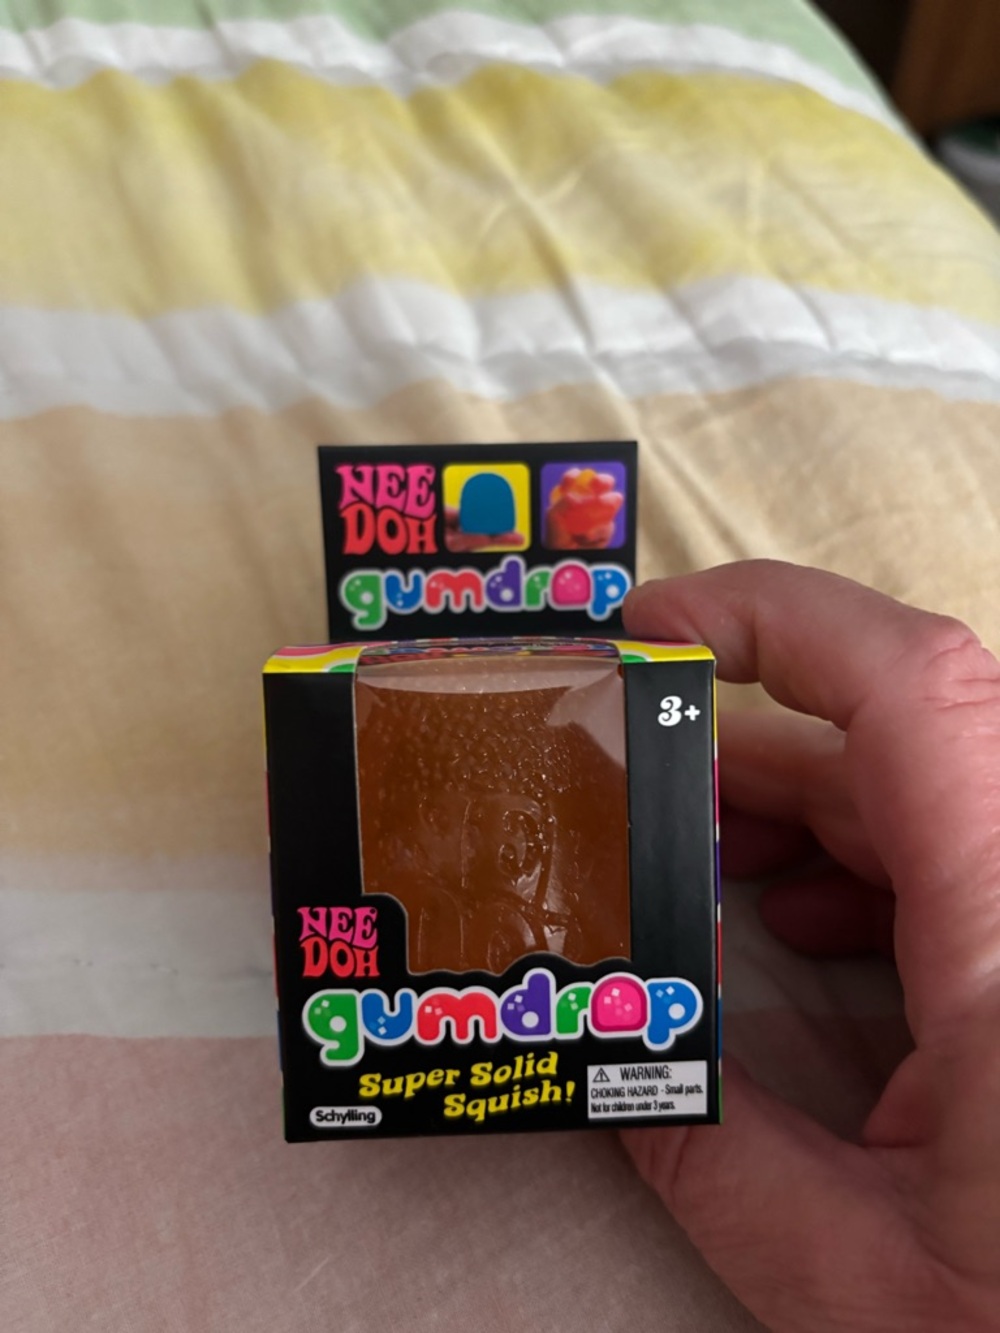 NEE
DOH
gumdrop
3+
NEE
DOH
gumdrop
Super Solid
Squish!
Schylling
WARNING:
CHOKING HAZARD - Small parts.
Not for children under 3 years.